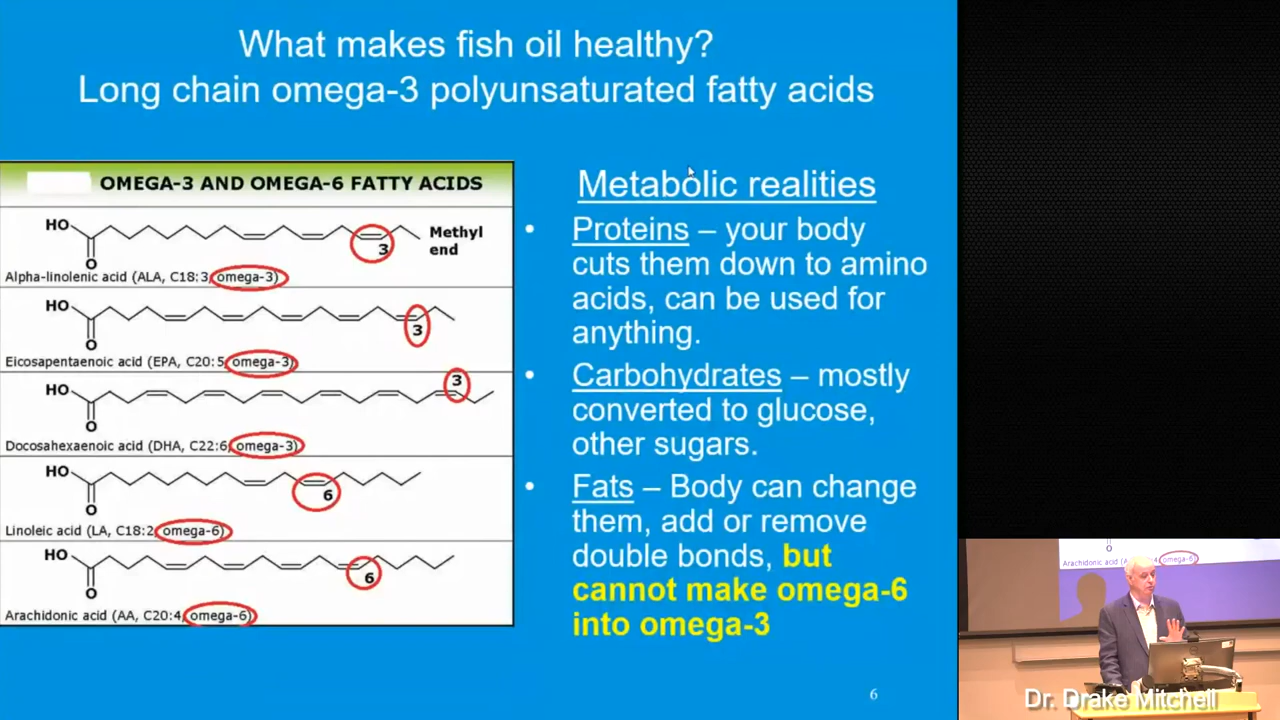 What makes fish oil healthy?
Long chain omega-3 polyunsaturated fatty acids
OMEGA-3 AND OMEGA-6 FATTY ACIDS
HO
O
3
Methyl
end
Alpha-linolenic acid (ALA, C18:3, omega-3)
HO
O
3
Eicosapentaenoic acid (EPA, C20:5, omega-3)
HO
O
3
Docosahexaenoic acid (DHA, C22:6, omega-3)
HO
O
6
Linoleic acid (LA, C18:2, omega-6)
HO
O
6
Arachidonic acid (AA, C20:4, omega-6)
Metabolic realities
• Proteins – your body
cuts them down to amino
acids, can be used for
anything.
• Carbohydrates – mostly
converted to glucose,
other sugars.
• Fats – Body can change
them, add or remove
double bonds, but
cannot make omega-6
into omega-3
6
O
Arachidonic acid (A 4, omega-6)
Dr. Drake Mitchell